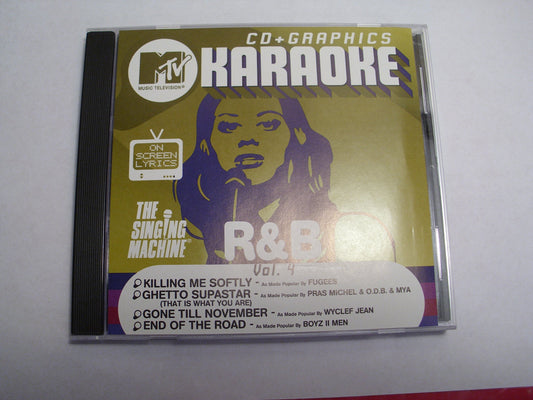 CD+GRAPHICS
KARAOKE
MTV
MUSIC TELEVISION®
ON
SCREEN
LYRICS
THE
SINGING
MACHINE®
R&B
Vol. 4
KILLING ME SOFTLY - As Made Popular By FUGEES
GHETTO SUPASTAR - As Made Popular By PRAS MICHEL & O.D.B. & MYA
(THAT IS WHAT YOU ARE)
GONE TILL NOVEMBER - As Made Popular By WYCLEF JEAN
END OF THE ROAD - As Made Popular By BOYZ II MEN